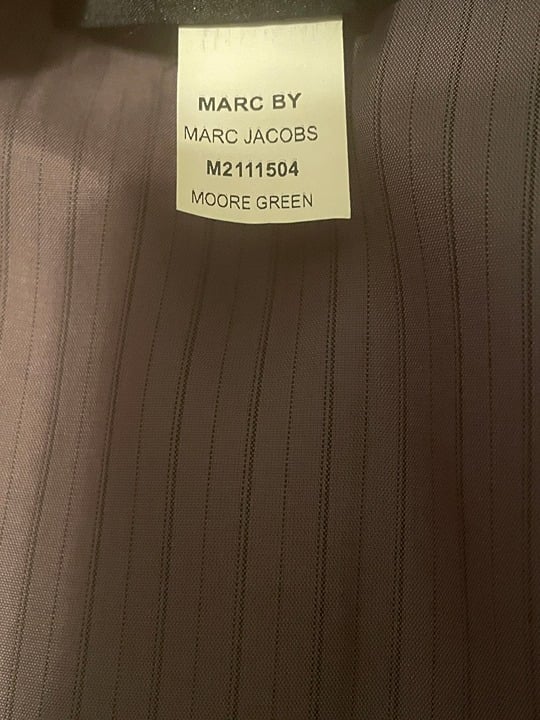 MARC BY
MARC JACOBS
M2111504
MOORE GREEN